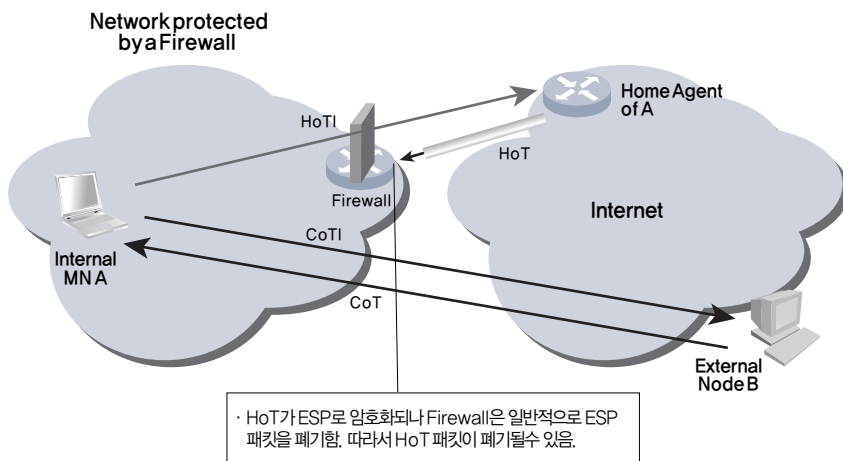 Network protected
by a Firewall
Home Agent
of A
HoTI
HoT
Firewall
Internet
Internal
MN A
CoTI
CoT
External
Node B
· HoT가 ESP로 암호화되나 Firewall은 일반적으로 ESP
패킷을 폐기함. 따라서 HoT 패킷이 폐기될수 있음.